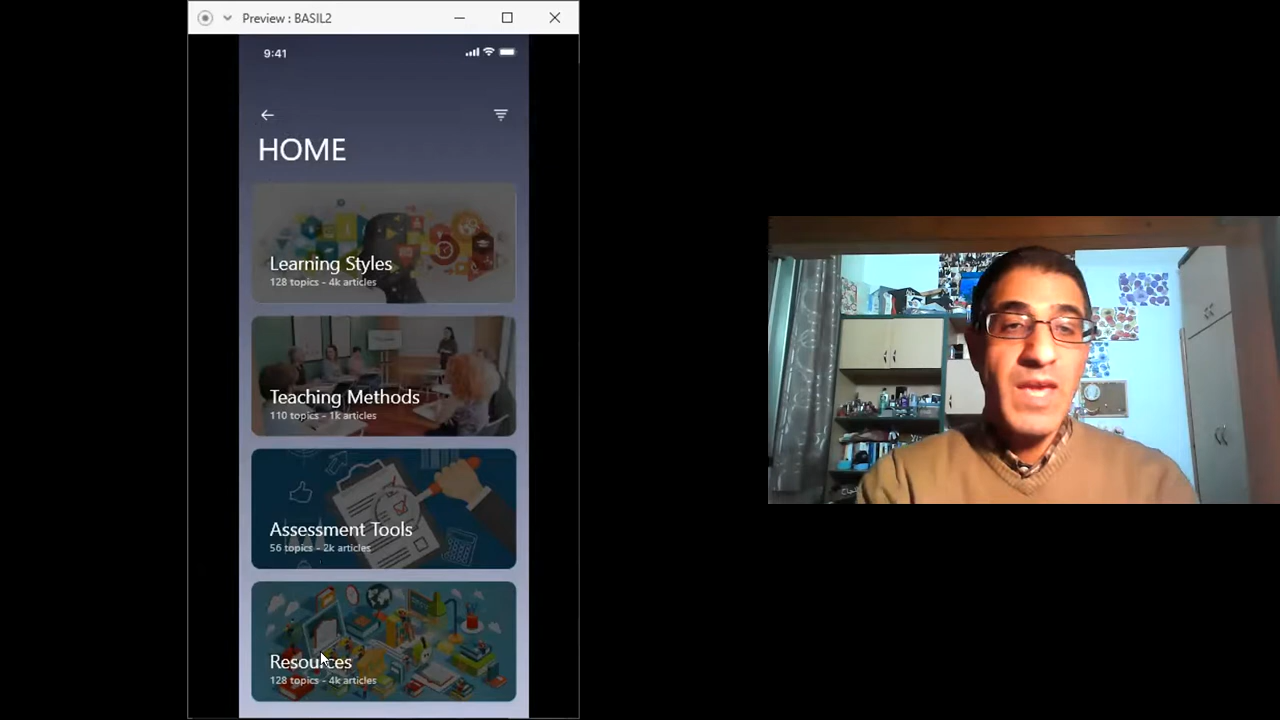 Preview : BASIL2
9:41
HOME
Learning Styles
128 topics - 4k articles
Teaching Methods
110 topics - 1k articles
Assessment Tools
56 topics - 2k articles
Resources
128 topics - 4k articles